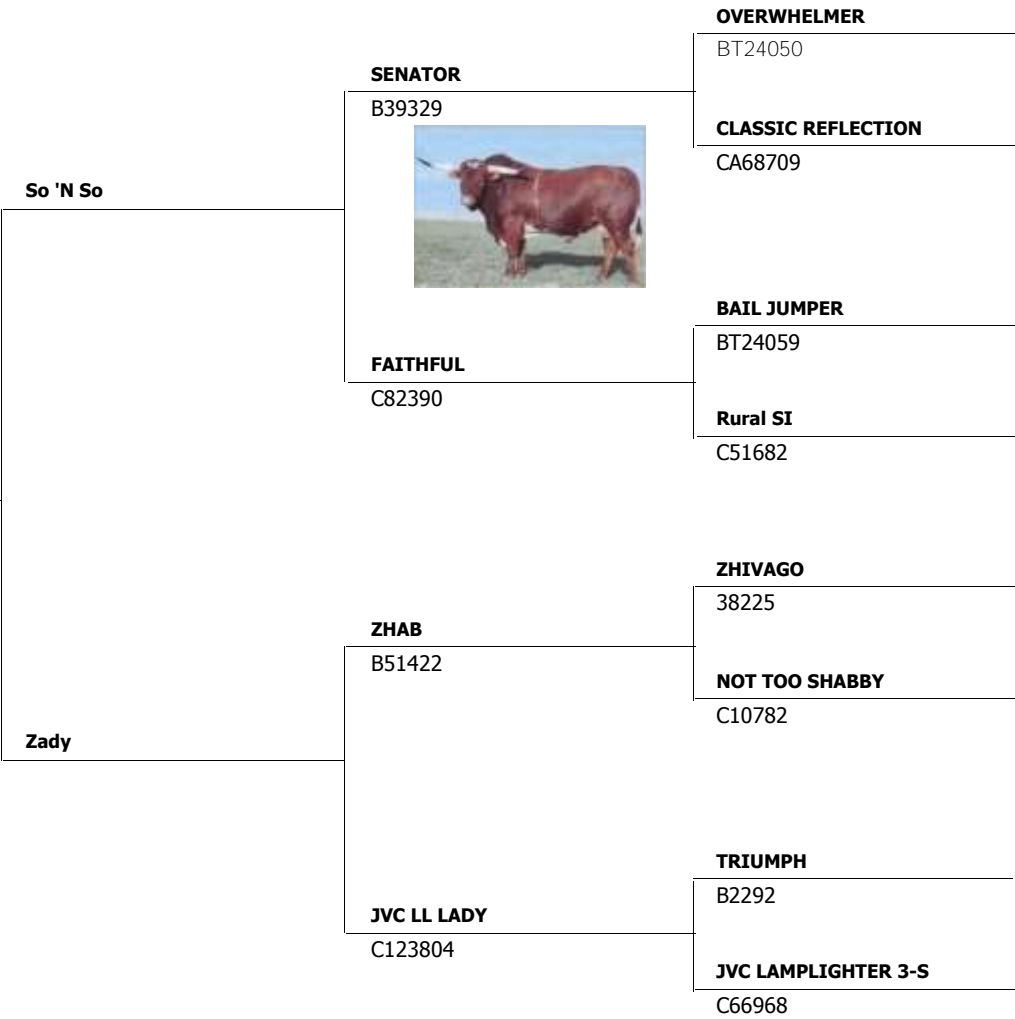 OVERWHELMER
BT24050
SENATOR
B39329
CLASSIC REFLECTION
CA68709
So 'N So
BAIL JUMPER
BT24059
FAITHFUL
C82390
Rural SI
C51682
ZHIVAGO
38225
ZHAB
B51422
NOT TOO SHABBY
C10782
Zady
TRIUMPH
B2292
JVC LL LADY
C123804
JVC LAMPLIGHTER 3-S
C66968